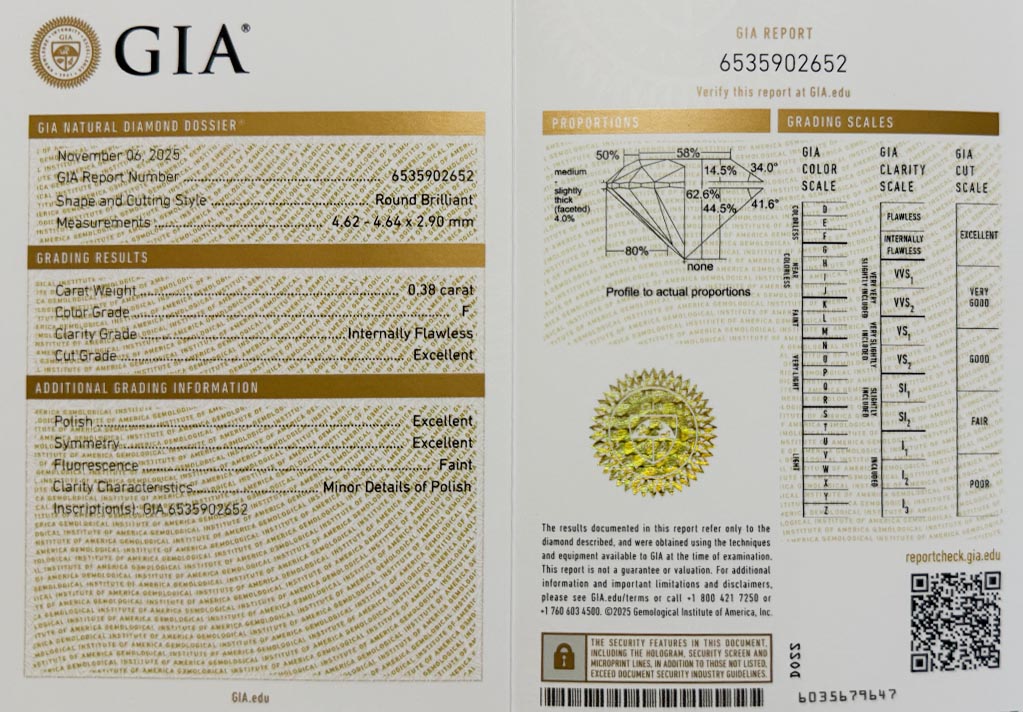 GIA®
GIA NATURAL DIAMOND DOSSIER®
November 06, 2025
GIA Report Number 6535902652
Shape and Cutting Style Round Brilliant
Measurements 4.62 - 4.64 x 2.90 mm
GRADING RESULTS
Carat Weight 0.38 carat
Color Grade F
Clarity Grade Internally Flawless
Cut Grade Excellent
ADDITIONAL GRADING INFORMATION
Polish Excellent
Symmetry Excellent
Fluorescence Faint
Clarity Characteristics Minor Details of Polish
Inscription(s): GIA 6535902652
GIA.edu
GIA REPORT
6535902652
Verify this report at GIA.edu
PROPORTIONS
50%
58%
medium
-
slightly
thick
(faceted)
4.0%
14.5%
34.0°
62.6%
44.5%
41.6°
80%
none
Profile to actual proportions
GRADING SCALES
GIA
COLOR
SCALE
COLORLESS
D
E
F
NEAR
COLORLESS
G
H
I
J
FAINT
K
L
M
VERY LIGHT
N
O
P
Q
R
LIGHT
S
T
U
V
W
X
Y
Z
GIA
CLARITY
SCALE
FLAWLESS
INTERNALLY
FLAWLESS
VERY VERY
SLIGHTLY INCLUDED
VVS1
VVS2
VERY SLIGHTLY
INCLUDED
VS1
VS2
SLIGHTLY
INCLUDED
SI1
SI2
INCLUDED
I1
I2
I3
GIA
CUT
SCALE
EXCELLENT
VERY
GOOD
GOOD
FAIR
POOR
The results documented in this report refer only to the
diamond described, and were obtained using the techniques
and equipment available to GIA at the time of examination.
This report is not a guarantee or valuation. For additional
information and important limitations and disclaimers,
please see GIA.edu/terms or call +1 800 421 7250 or
+1 760 603 4500. ©2025 Gemological Institute of America, Inc.
THE SECURITY FEATURES IN THIS DOCUMENT,
INCLUDING THE HOLOGRAM, SECURITY SCREEN AND
MICROPRINT LINES, IN ADDITION TO THOSE NOT LISTED,
EXCEED DOCUMENT SECURITY INDUSTRY GUIDELINES.
reportcheck.gia.edu
DOSS
6035679647